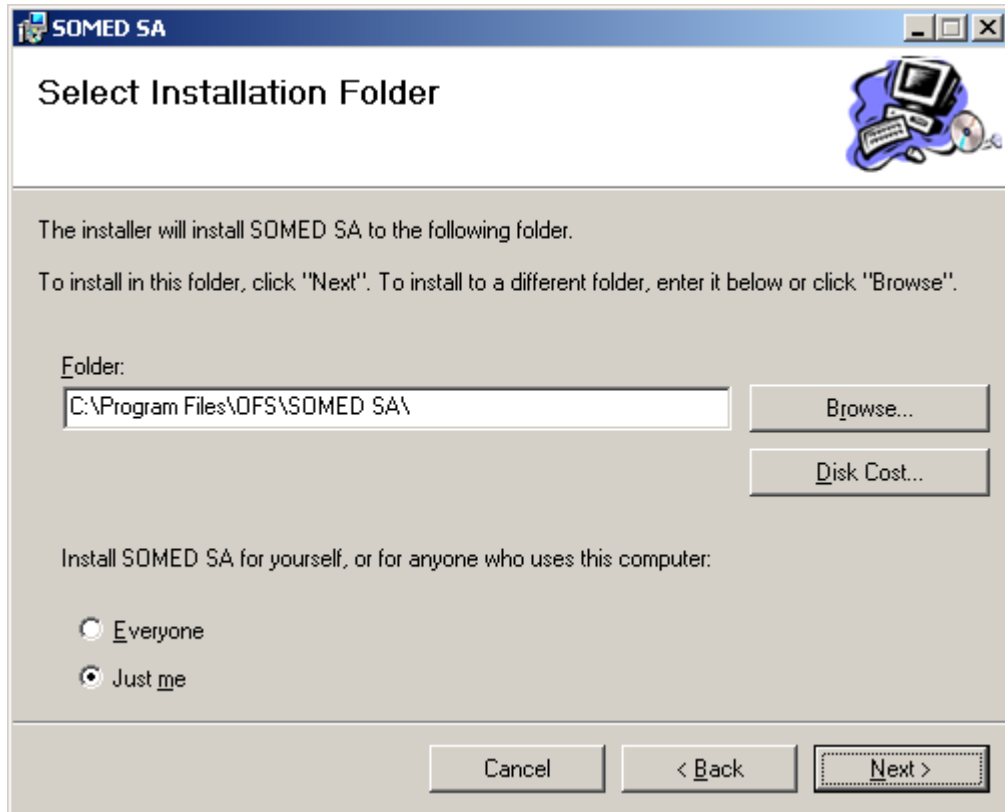 SOMED SA
Select Installation Folder
The installer will install SOMED SA to the following folder.
To install in this folder, click "Next". To install to a different folder, enter it below or click "Browse".
Folder:
C:\Program Files\OFS\SOMED SA\
Browse...
Disk Cost...
Install SOMED SA for yourself, or for anyone who uses this computer:
Everyone
Just me
Cancel
< Back
Next >